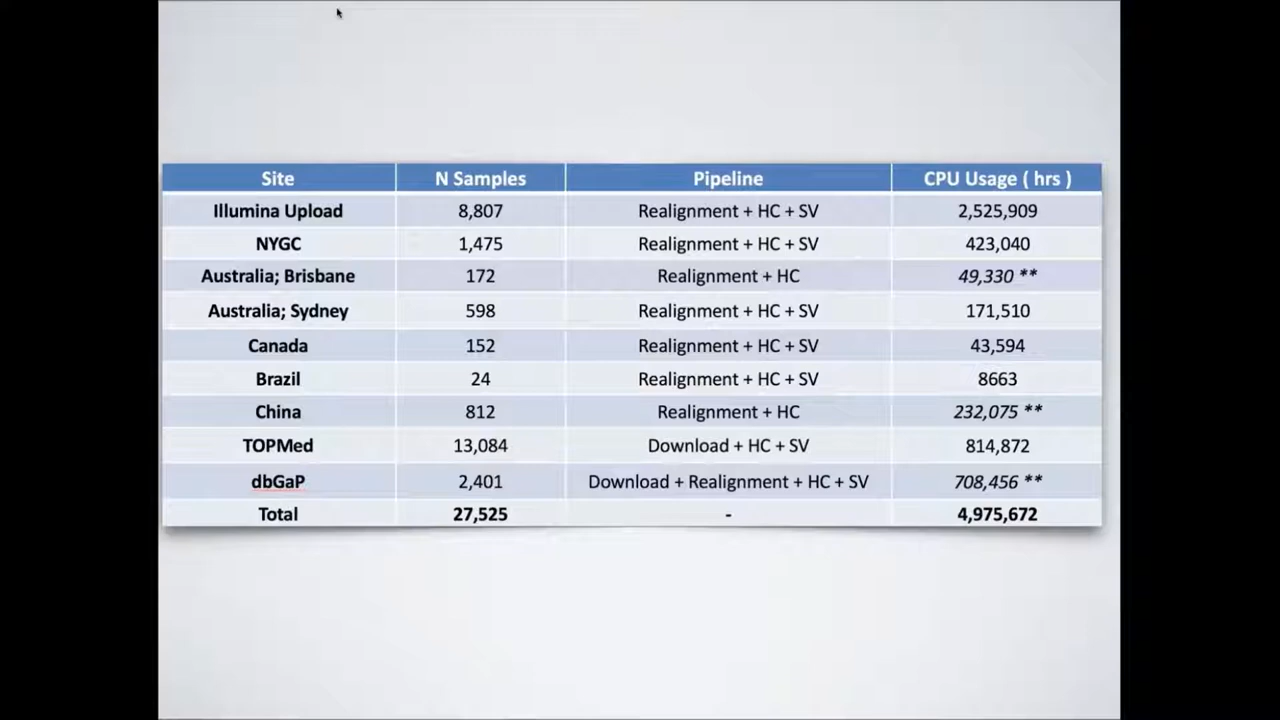 Site N Samples Pipeline CPU Usage ( hrs )
Illumina Upload 8,807 Realignment + HC + SV 2,525,909
NYGC 1,475 Realignment + HC + SV 423,040
Australia; Brisbane 172 Realignment + HC 49,330 **
Australia; Sydney 598 Realignment + HC + SV 171,510
Canada 152 Realignment + HC + SV 43,594
Brazil 24 Realignment + HC + SV 8663
China 812 Realignment + HC 232,075 **
TOPMed 13,084 Download + HC + SV 814,872
dbGaP 2,401 Download + Realignment + HC + SV 708,456 **
Total 27,525 - 4,975,672